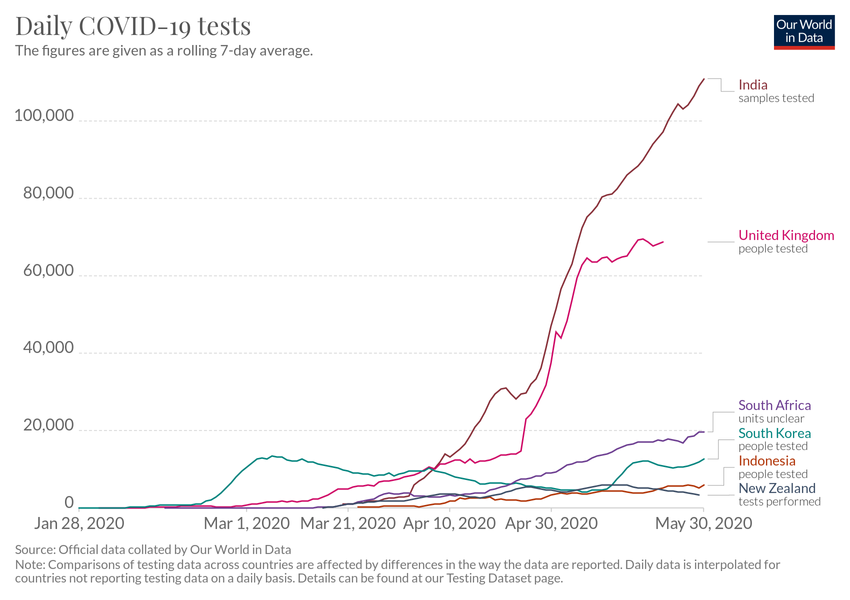 Daily COVID-19 tests
The figures are given as a rolling 7-day average.
Our World
in Data
100,000
80,000
60,000
40,000
20,000
0
India
samples tested
United Kingdom
people tested
South Africa
units unclear
South Korea
people tested
Indonesia
people tested
New Zealand
tests performed
Jan 28, 2020 Mar 1, 2020 Mar 21, 2020 Apr 10, 2020 Apr 30, 2020 May 30, 2020
Source: Official data collated by Our World in Data
Note: Comparisons of testing data across countries are affected by differences in the way the data are reported. Daily data is interpolated for
countries not reporting testing data on a daily basis. Details can be found at our Testing Dataset page.